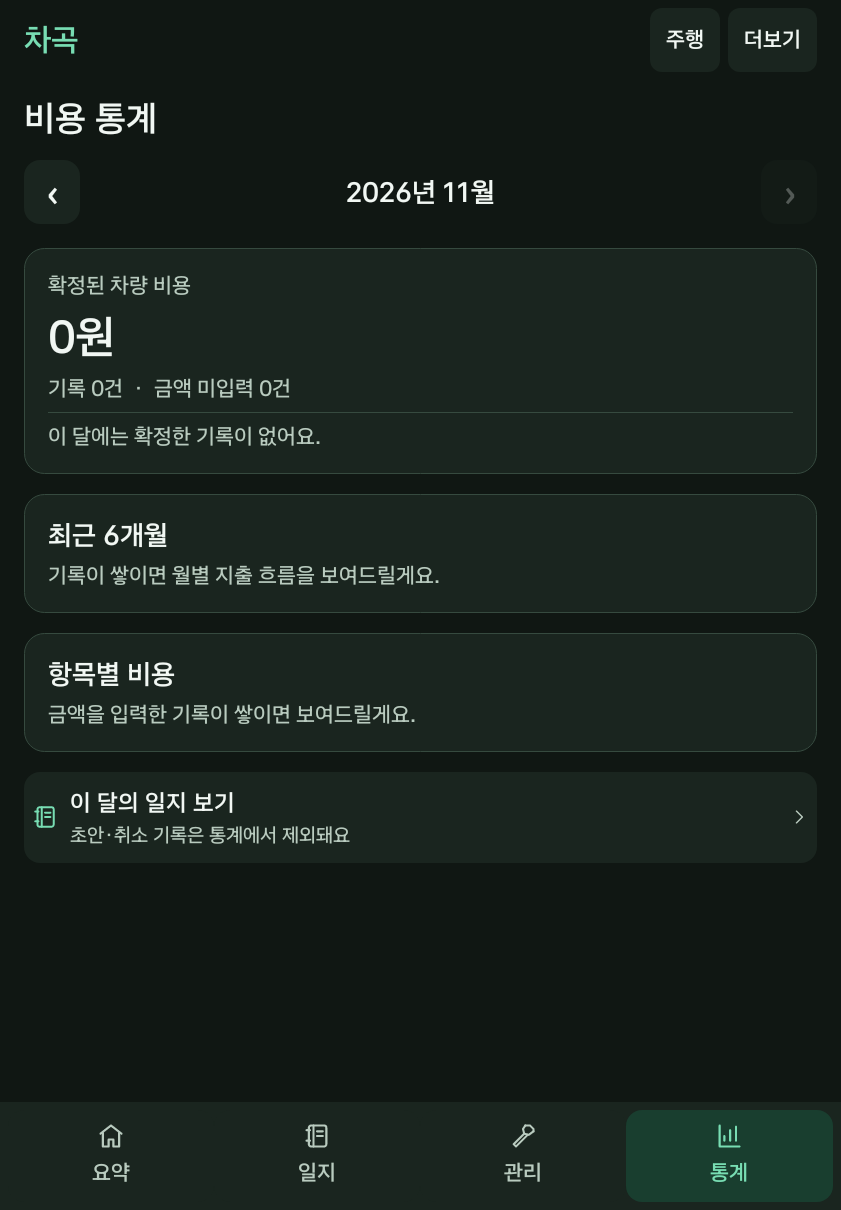 차곡
주행
더보기
비용 통계
‹
2026년 11월
›
확정된 차량 비용
0원
기록 0건 · 금액 미입력 0건
이 달에는 확정한 기록이 없어요.
최근 6개월
기록이 쌓이면 월별 지출 흐름을 보여드릴게요.
항목별 비용
금액을 입력한 기록이 쌓이면 보여드릴게요.
이 달의 일지 보기
초안·취소 기록은 통계에서 제외돼요
요약
일지
관리
통계